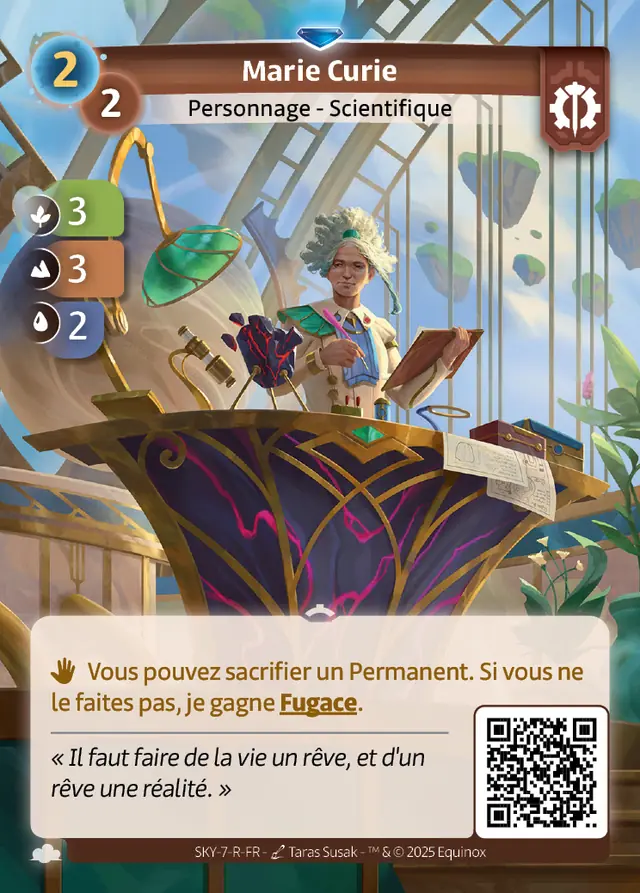 2
Marie Curie
2
Personnage - Scientifique
3
3
2
Vous pouvez sacrifier un Permanent. Si vous ne
le faites pas, je gagne Fugace.
« Il faut faire de la vie un rêve, et d'un
rêve une réalité. »
SKY-7-R-FR - Taras Susak - ™ & © 2025 Equinox